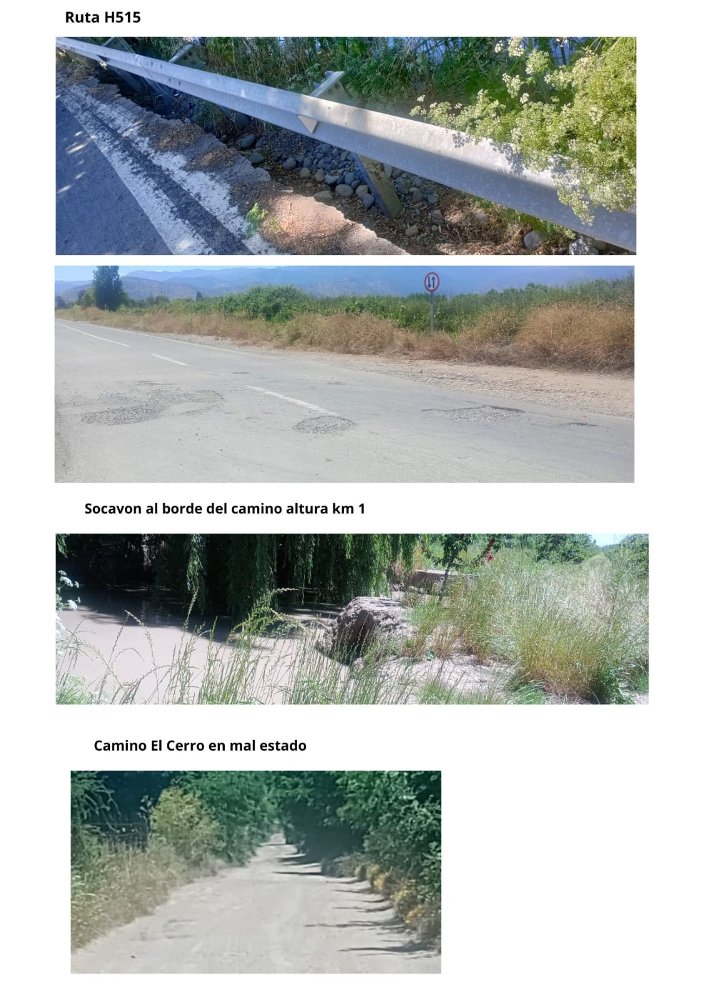 Ruta H515
Socavon al borde del camino altura km 1
Camino El Cerro en mal estado